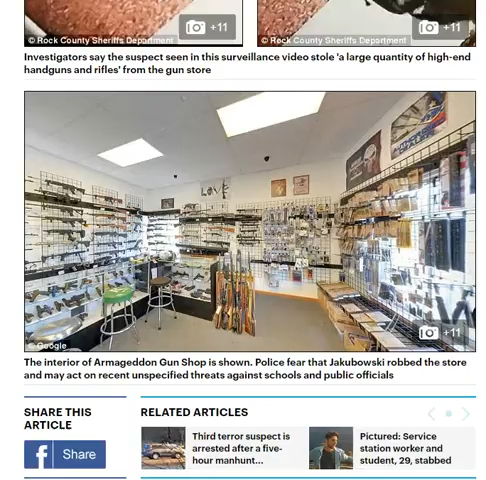 +11
+11
© Rock County Sheriffs Department
© Rock County Sheriffs Department
Investigators say the suspect seen in this surveillance video stole 'a large quantity of high-end
handguns and rifles' from the gun store
LOVE
+11
© Google
The interior of Armageddon Gun Shop is shown. Police fear that Jakubowski robbed the store
and may act on recent unspecified threats against schools and public officials
SHARE THIS
ARTICLE
f Share
RELATED ARTICLES
Third terror suspect is
arrested after a five-
hour manhunt...
Pictured: Service
station worker and
student, 29, stabbed